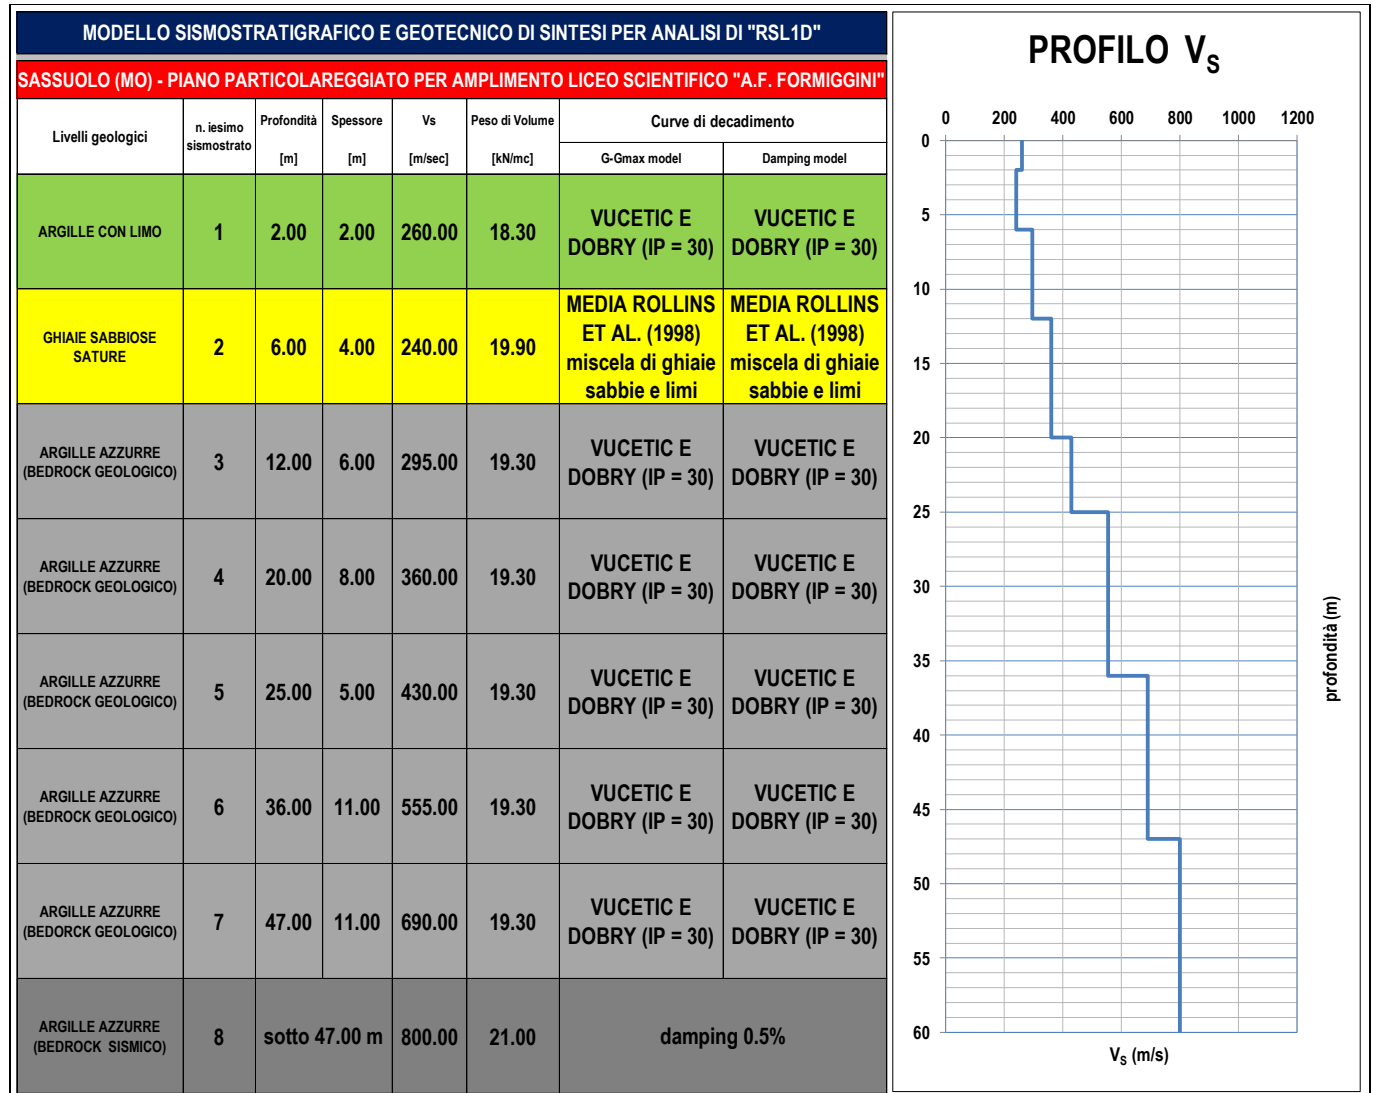 MODELLO SISMOSTRATIGRAFICO E GEOTECNICO DI SINTESI PER ANALISI DI "RSL1D"
SASSUOLO (MO) - PIANO PARTICOLAREGGIATO PER AMPLIMENTO LICEO SCIENTIFICO "A.F. FORMIGGINI"
Livelli geologici
n. iesimo
sismostrato
Profondità
[m]
Spessore
[m]
Vs
[m/sec]
Peso di Volume
[kN/mc]
Curve di decadimento
G-Gmax model
Damping model
ARGILLE CON LIMO
1
2.00
2.00
260.00
18.30
VUCETIC E
DOBRY (IP = 30)
VUCETIC E
DOBRY (IP = 30)
GHIAIE SABBIOSE
SATURE
2
6.00
4.00
240.00
19.90
MEDIA ROLLINS
ET AL. (1998)
miscela di ghiaie
sabbie e limi
MEDIA ROLLINS
ET AL. (1998)
miscela di ghiaie
sabbie e limi
ARGILLE AZZURRE
(BEDROCK GEOLOGICO)
3
12.00
6.00
295.00
19.30
VUCETIC E
DOBRY (IP = 30)
VUCETIC E
DOBRY (IP = 30)
ARGILLE AZZURRE
(BEDROCK GEOLOGICO)
4
20.00
8.00
360.00
19.30
VUCETIC E
DOBRY (IP = 30)
VUCETIC E
DOBRY (IP = 30)
ARGILLE AZZURRE
(BEDROCK GEOLOGICO)
5
25.00
5.00
430.00
19.30
VUCETIC E
DOBRY (IP = 30)
VUCETIC E
DOBRY (IP = 30)
ARGILLE AZZURRE
(BEDROCK GEOLOGICO)
6
36.00
11.00
555.00
19.30
VUCETIC E
DOBRY (IP = 30)
VUCETIC E
DOBRY (IP = 30)
ARGILLE AZZURRE
(BEDORCK GEOLOGICO)
7
47.00
11.00
690.00
19.30
VUCETIC E
DOBRY (IP = 30)
VUCETIC E
DOBRY (IP = 30)
ARGILLE AZZURRE
(BEDROCK SISMICO)
8
sotto 47.00 m
800.00
21.00
damping 0.5%
PROFILO VS
0 200 400 600 800 1000 1200
0
5
10
15
20
25
30
35
40
45
50
55
60
profondità (m)
VS (m/s)